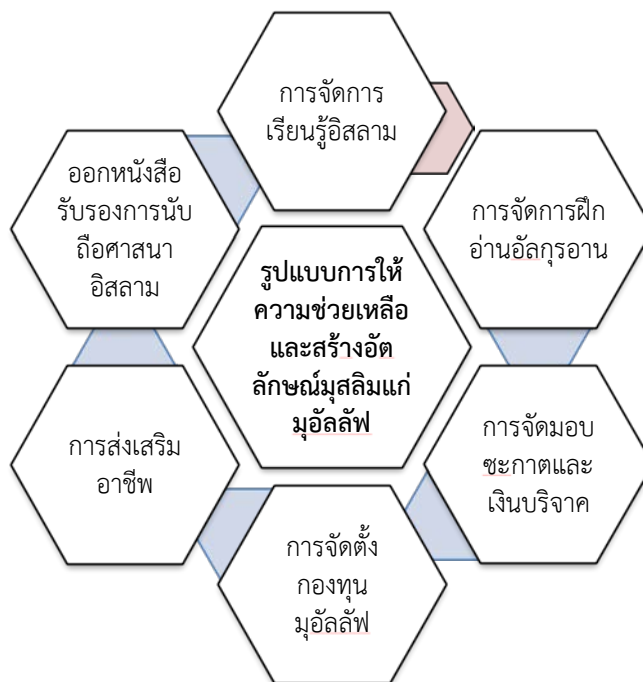 การจัดการ
เรียนรู้อิสลาม
การจัดการฝึก
อ่านอัลกุรอาน
การจัดมอบ
ซะกาตและ
เงินบริจาค
การจัดตั้ง
กองทุน
มุอัลลัฟ
การส่งเสริม
อาชีพ
ออกหนังสือ
รับรองการนับ
ถือศาสนา
อิสลาม
รูปแบบการให้
ความช่วยเหลือ
และสร้างอัต
ลักษณ์มุสลิมแก่
มุอัลลัฟ